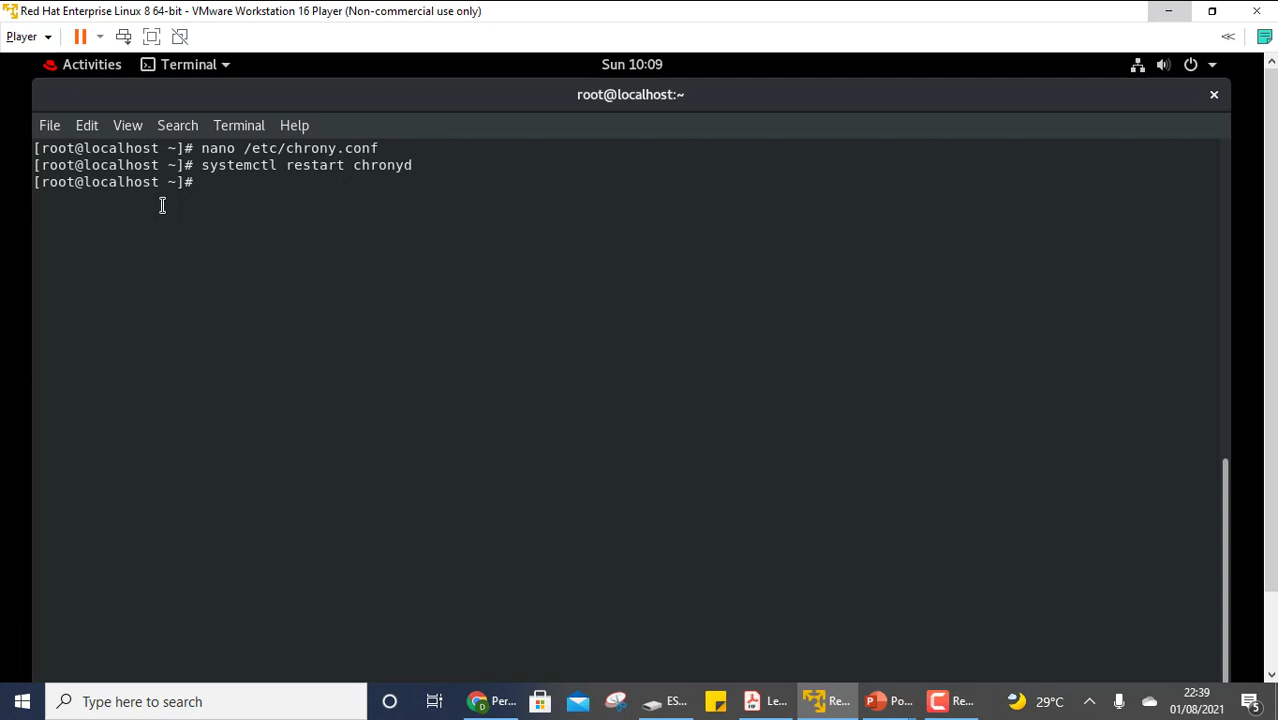 Red Hat Enterprise Linux 8 64-bit - VMware Workstation 16 Player (Non-commercial use only)
Player
Activities Terminal Sun 10:09
root@localhost:~
File Edit View Search Terminal Help
[root@localhost ~]# nano /etc/chrony.conf
[root@localhost ~]# systemctl restart chronyd
[root@localhost ~]#
Type here to search Per... ES... Le... Re... Po... Re... 29°C 22:39
01/08/2021 5